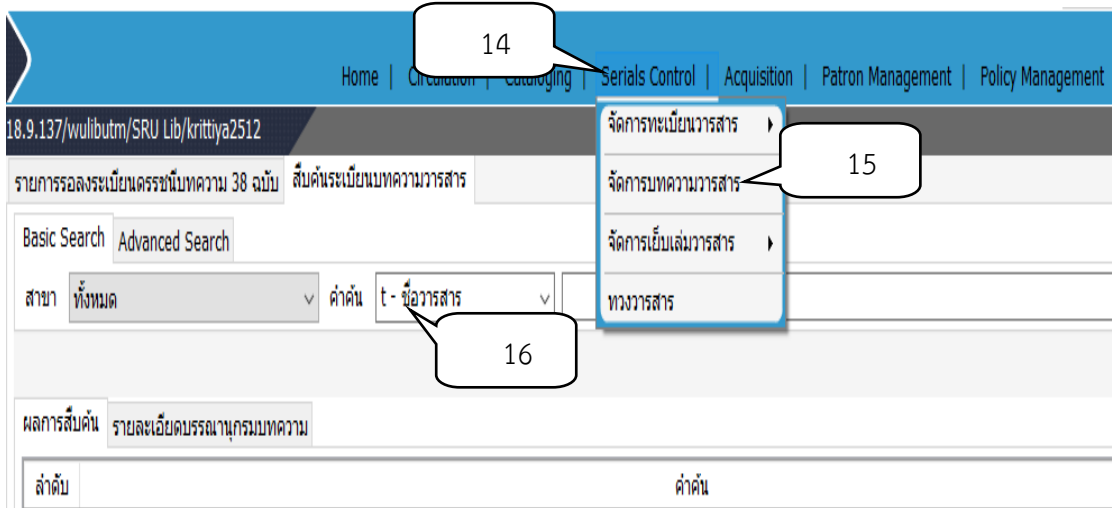 14
Home | Circulation | Cataloging | Serials Control | Acquisition | Patron Management | Policy Management
18.9.137/wulibutm/SRU Lib/krittiya2512
จัดการทะเบียนวารสาร
15
จัดการบทความวารสาร
จัดการเย็บเล่มวารสาร
ทวงวารสาร
รายการรอลงระเบียนดรรชนีบทความ 38 ฉบับ สืบค้นระเบียนบทความวารสาร
Basic Search Advanced Search
สาขา ทั้งหมด คำค้น t - ชื่อวารสาร
16
ผลการสืบค้น รายละเอียดบรรณานุกรมบทความ
ลำดับ คำค้น